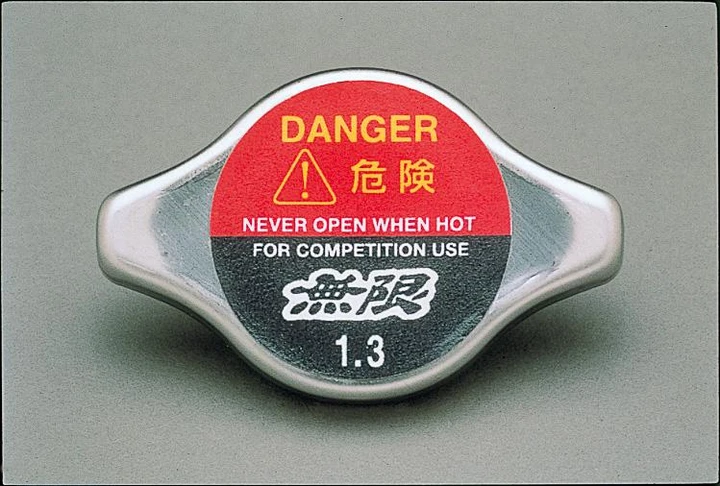 DANGER
危険
NEVER OPEN WHEN HOT
FOR COMPETITION USE
無限
1.3